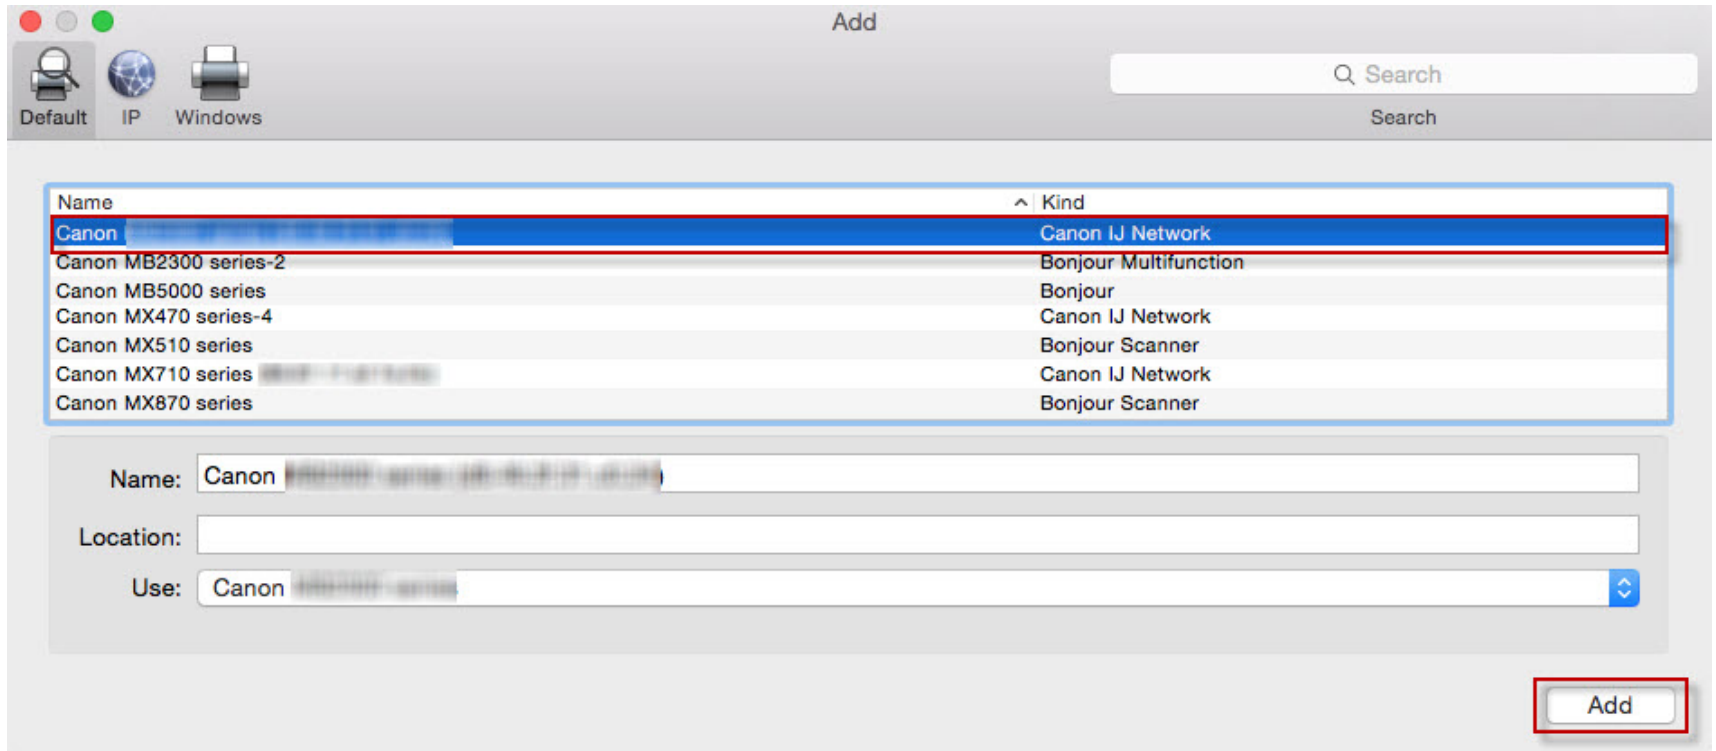 Add
Search
Default IP Windows Search
Name Kind
Canon Canon IJ Network
Canon MB2300 series-2 Bonjour Multifunction
Canon MB5000 series Bonjour
Canon MX470 series-4 Canon IJ Network
Canon MX510 series Bonjour Scanner
Canon MX710 series Canon IJ Network
Canon MX870 series Bonjour Scanner
Name: Canon
Location:
Use: Canon
Add